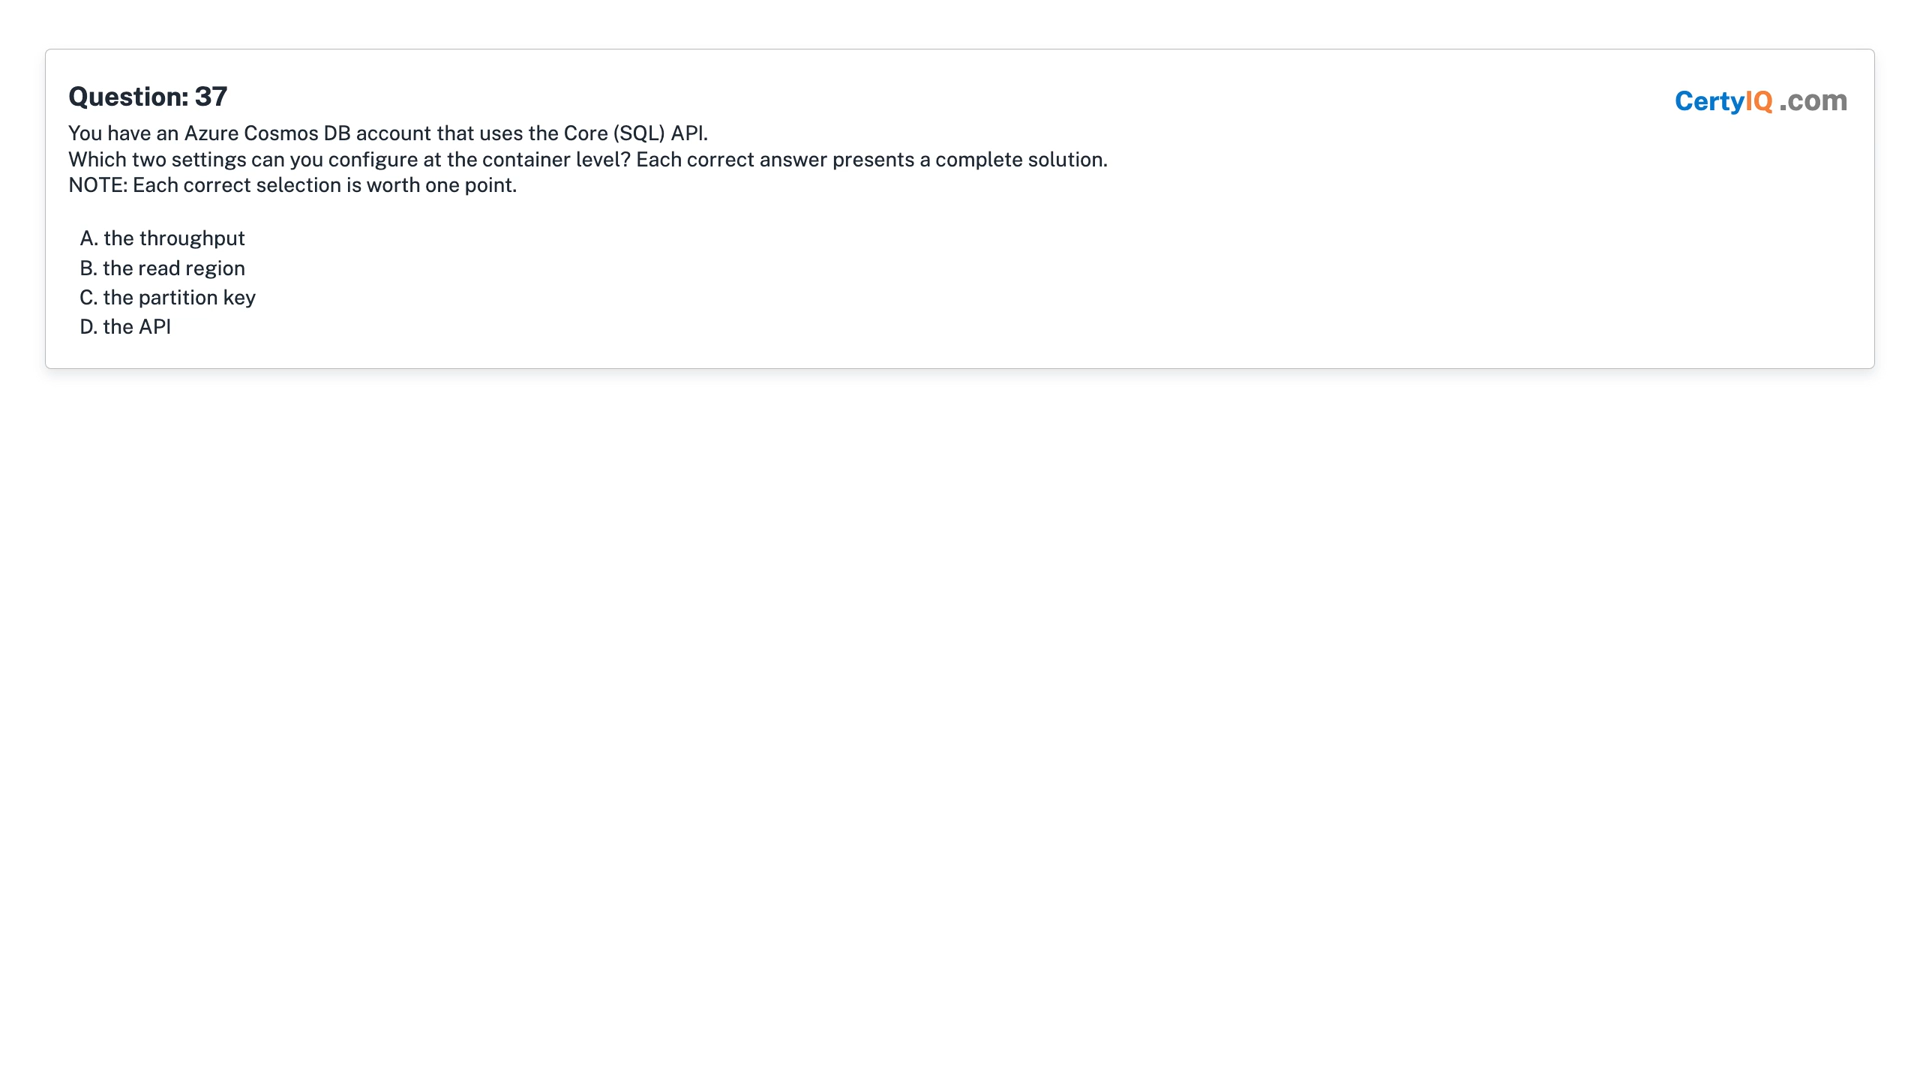 Question: 37
CertyIQ .com
You have an Azure Cosmos DB account that uses the Core (SQL) API.
Which two settings can you configure at the container level? Each correct answer presents a complete solution.
NOTE: Each correct selection is worth one point.
A. the throughput
B. the read region
C. the partition key
D. the API